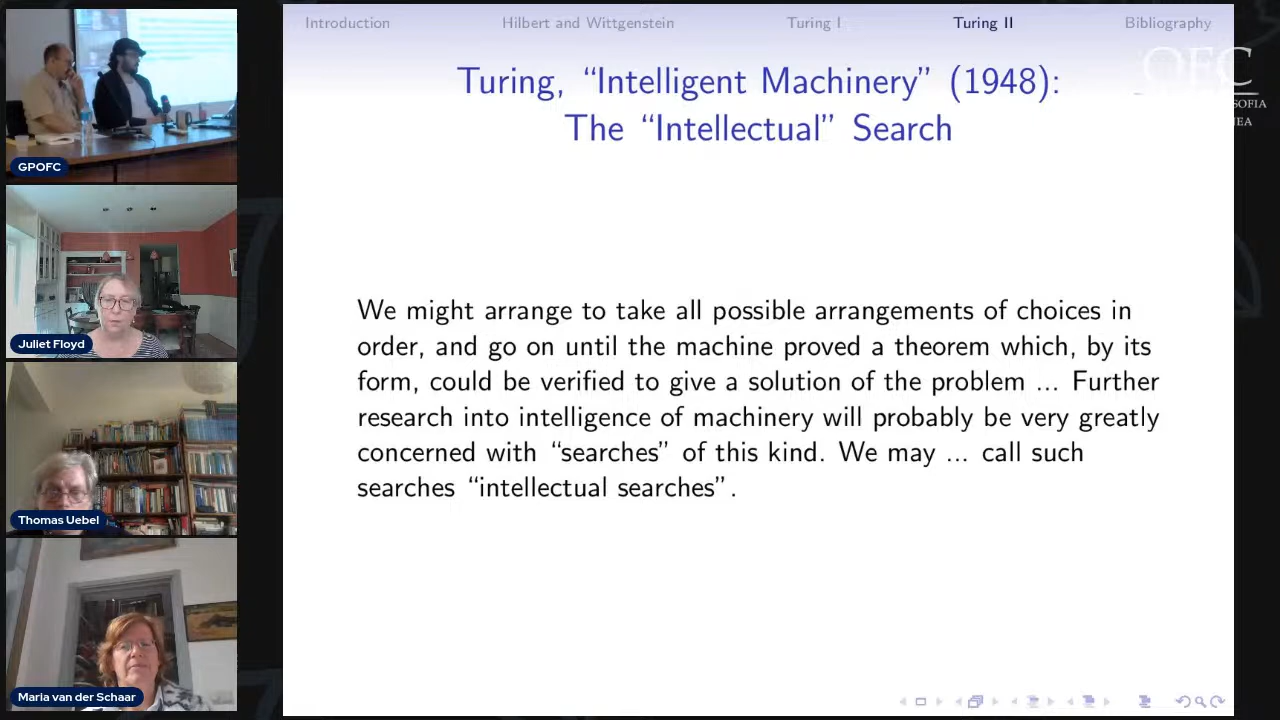 Introduction
Hilbert and Wittgenstein
Turing I
Turing II
Bibliography
Turing, “Intelligent Machinery” (1948):
The “Intellectual” Search
OFC
SOFIA
NEA
We might arrange to take all possible arrangements of choices in
order, and go on until the machine proved a theorem which, by its
form, could be verified to give a solution of the problem ... Further
research into intelligence of machinery will probably be very greatly
concerned with “searches” of this kind. We may ... call such
searches “intellectual searches”.
GPOFC
Juliet Floyd
Thomas Uebel
Maria van der Schaar